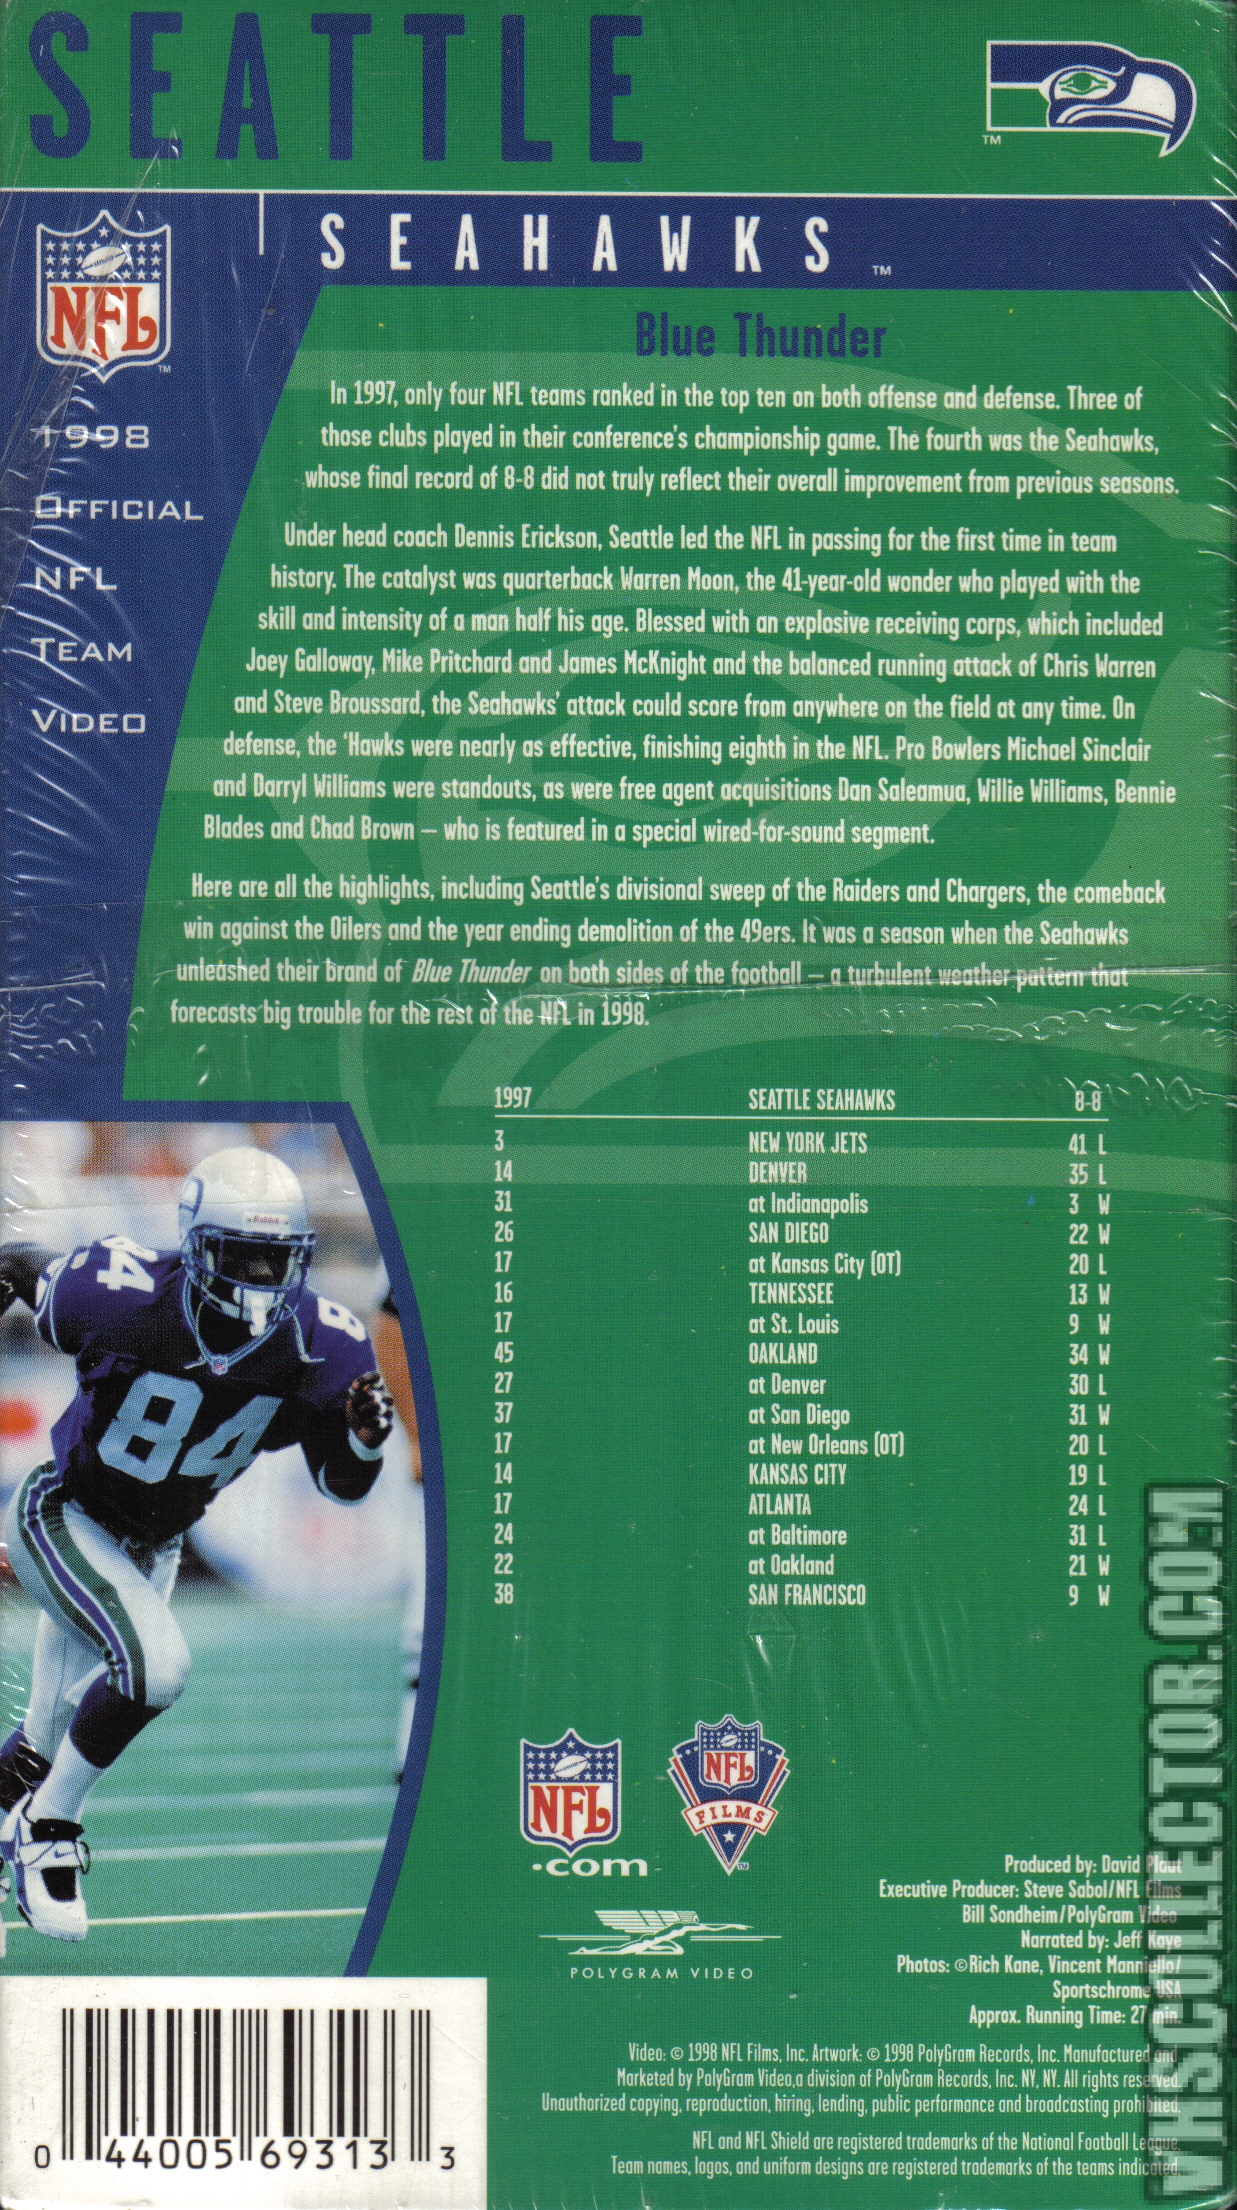 SEATTLE
TM
SEAHAWKS TM
NFL
TM
1998
OFFICIAL
NFL
TEAM
VIDEO
Blue Thunder
In 1997, only four NFL teams ranked in the top ten on both offense and defense. Three of
those clubs played in their conference's championship game. The fourth was the Seahawks,
whose final record of 8-8 did not truly reflect their overall improvement from previous seasons.
Under head coach Dennis Erickson, Seattle led the NFL in passing for the first time in team
history. The catalyst was quarterback Warren Moon, the 41-year-old wonder who played with the
skill and intensity of a man half his age. Blessed with an explosive receiving corps, which included
Joey Galloway, Mike Pritchard and James McKnight and the balanced running attack of Chris Warren
and Steve Broussard, the Seahawks' attack could score from anywhere on the field at any time. On
defense, the 'Hawks were nearly as effective, finishing eighth in the NFL. Pro Bowlers Michael Sinclair
and Darryl Williams were standouts, as were free agent acquisitions Dan Saleamua, Willie Williams, Bennie
Blades and Chad Brown – who is featured in a special wired-for-sound segment.
Here are all the highlights, including Seattle's divisional sweep of the Raiders and Chargers, the comeback
win against the Oilers and the year ending demolition of the 49ers. It was a season when the Seahawks
unleashed their brand of Blue Thunder on both sides of the football – a turbulent weather pattern that
forecasts big trouble for the rest of the NFL in 1998.
1997 SEATTLE SEAHAWKS 8-8
3 NEW YORK JETS 41 L
14 DENVER 35 L
31 at Indianapolis 3 W
26 SAN DIEGO 22 W
17 at Kansas City (OT) 20 L
16 TENNESSEE 13 W
17 at St. Louis 9 W
45 OAKLAND 34 W
27 at Denver 30 L
37 at San Diego 31 W
17 at New Orleans (OT) 20 L
14 KANSAS CITY 19 L
17 ATLANTA 24 L
24 at Baltimore 31 L
22 at Oakland 21 W
38 SAN FRANCISCO 9 W
Riddell
84
8
84
NFL
.com
NFL
FILMS
TM
POLYGRAM VIDEO
Produced by: David Plaut
Executive Producer: Steve Sabol/NFL Films
Bill Sondheim/PolyGram Video
Narrated by: Jeff Kaye
Photos: ©Rich Kane, Vincent Manniello/
Sportschrome USA
Approx. Running Time: 27 min.
Video: © 1998 NFL Films, Inc. Artwork: © 1998 PolyGram Records, Inc. Manufactured and
Marketed by PolyGram Video,a division of PolyGram Records, Inc. NY, NY. All rights reserved.
Unauthorized copying, reproduction, hiring, lending, public performance and broadcasting prohibited.
NFL and NFL Shield are registered trademarks of the National Football League.
Team names, logos, and uniform designs are registered trademarks of the teams indicated.
0 44005 69313 3
VHSCOLLECTOR.COM